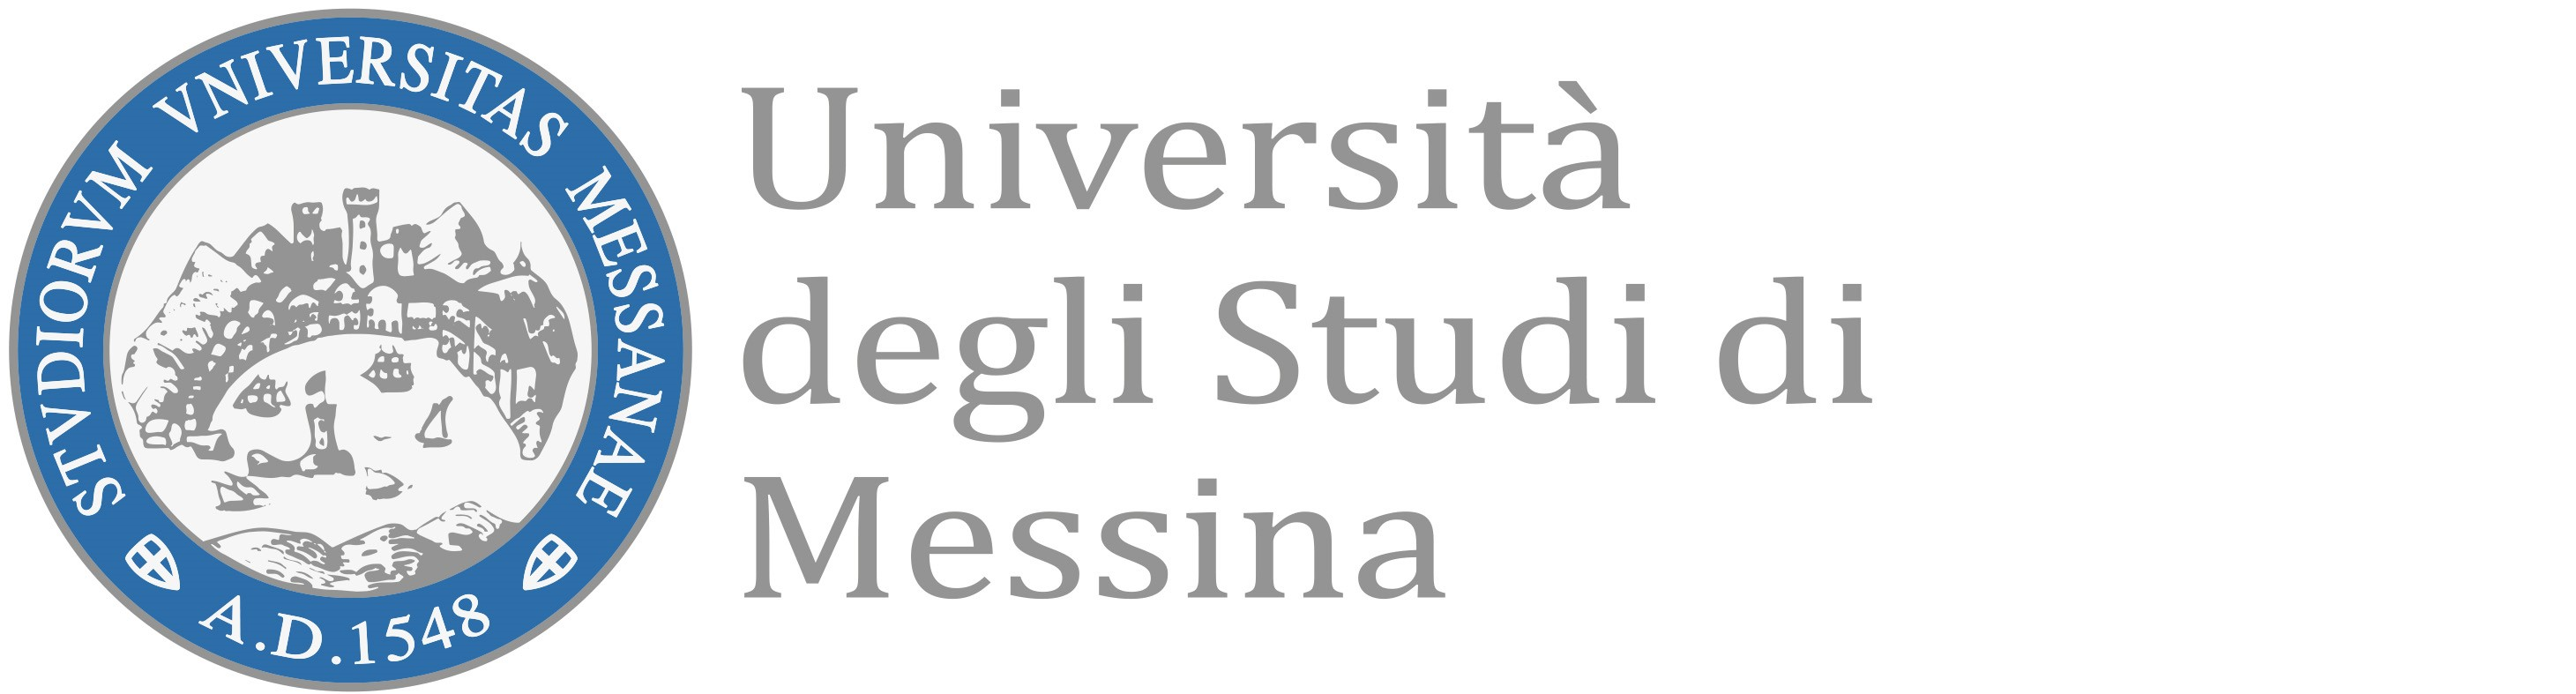 STVDIORVM VNIVERSITAS MESSANAE
A.D.1548
Università
degli Studi di
Messina